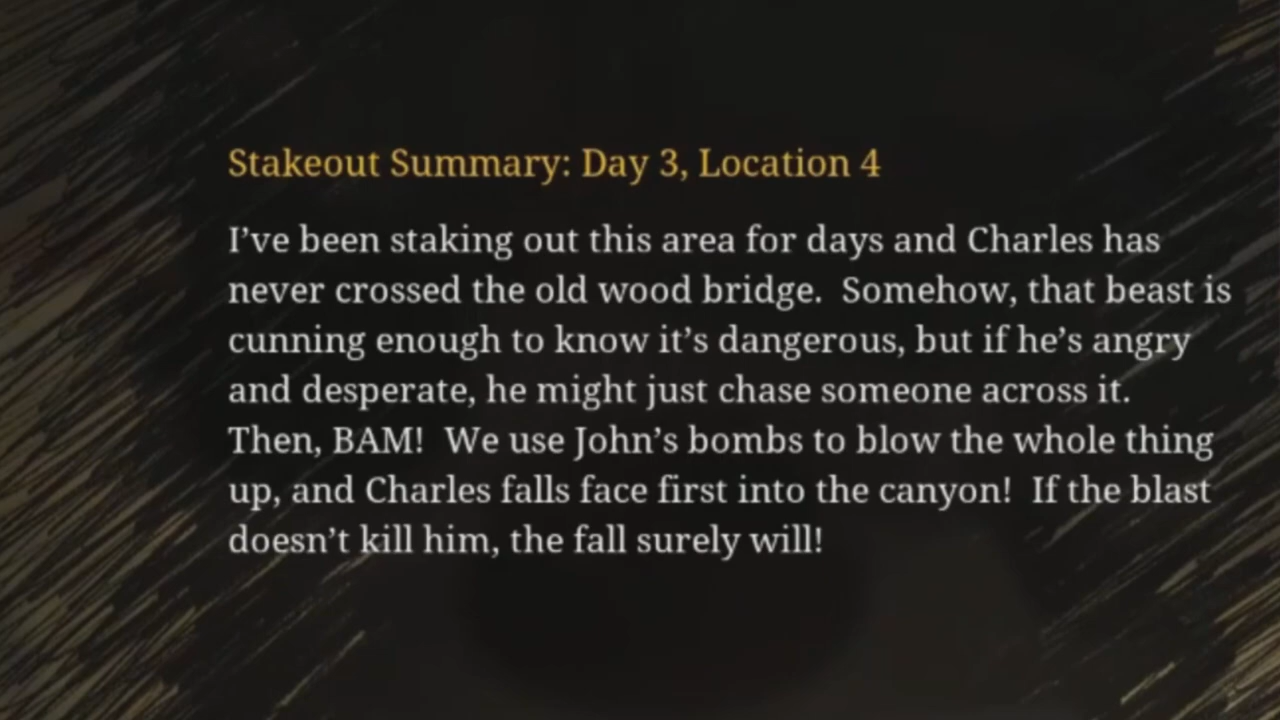 Stakeout Summary: Day 3, Location 4
I’ve been staking out this area for days and Charles has
never crossed the old wood bridge.  Somehow, that beast is
cunning enough to know it’s dangerous, but if he’s angry
and desperate, he might just chase someone across it.
Then, BAM!  We use John’s bombs to blow the whole thing
up, and Charles falls face first into the canyon!  If the blast
doesn’t kill him, the fall surely will!